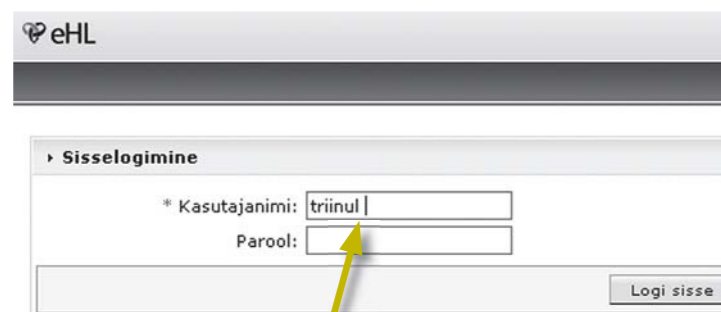 eHL
Sisselogimine
* Kasutajanimi: triinul
Parool:
Logi sisse